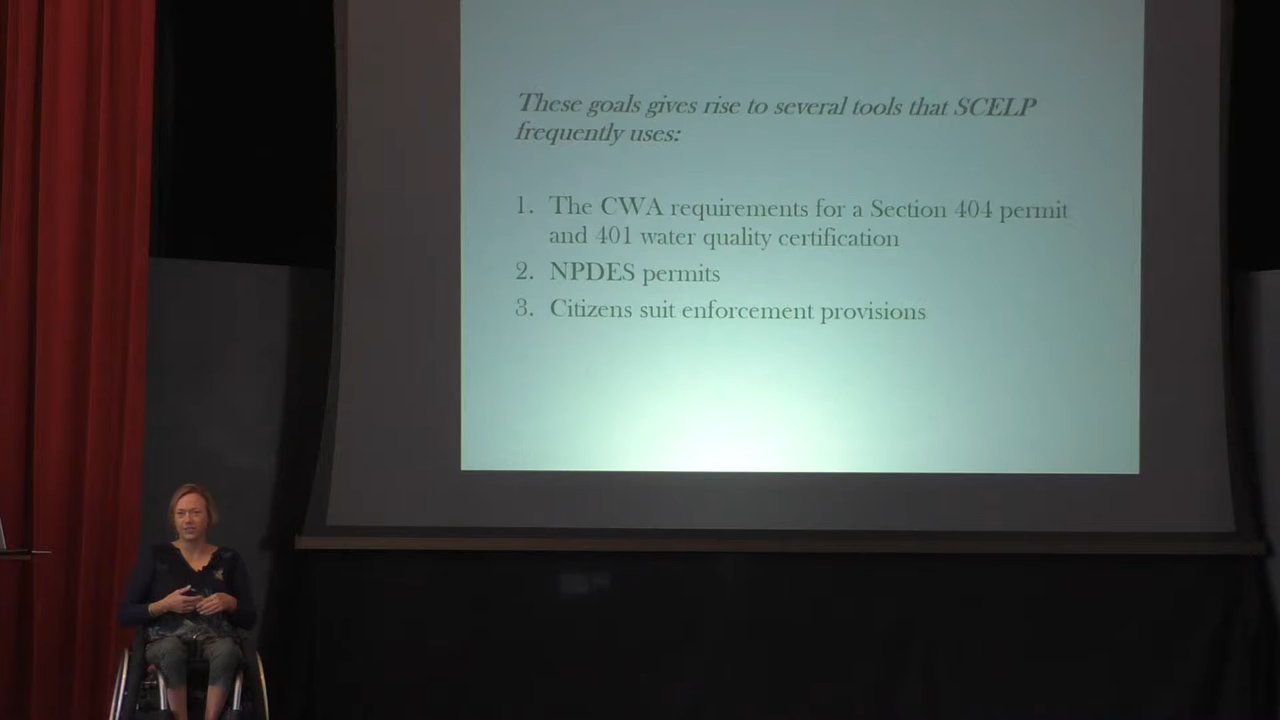 These goals gives rise to several tools that SCELP
frequently uses:
1. The CWA requirements for a Section 404 permit
and 401 water quality certification
2. NPDES permits
3. Citizens suit enforcement provisions